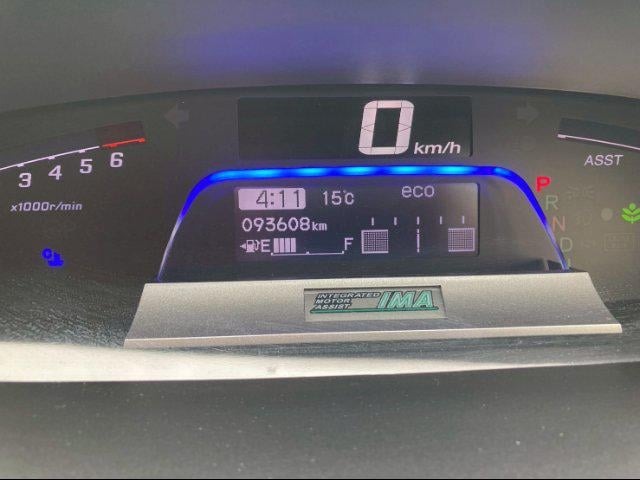 0 km/h
3 4 5 6
x1000r/min
ASST
4:11 15℃ eco
093608km
E F
P
R
N
D
INTEGRATED
MOTOR
ASSIST.
IMA